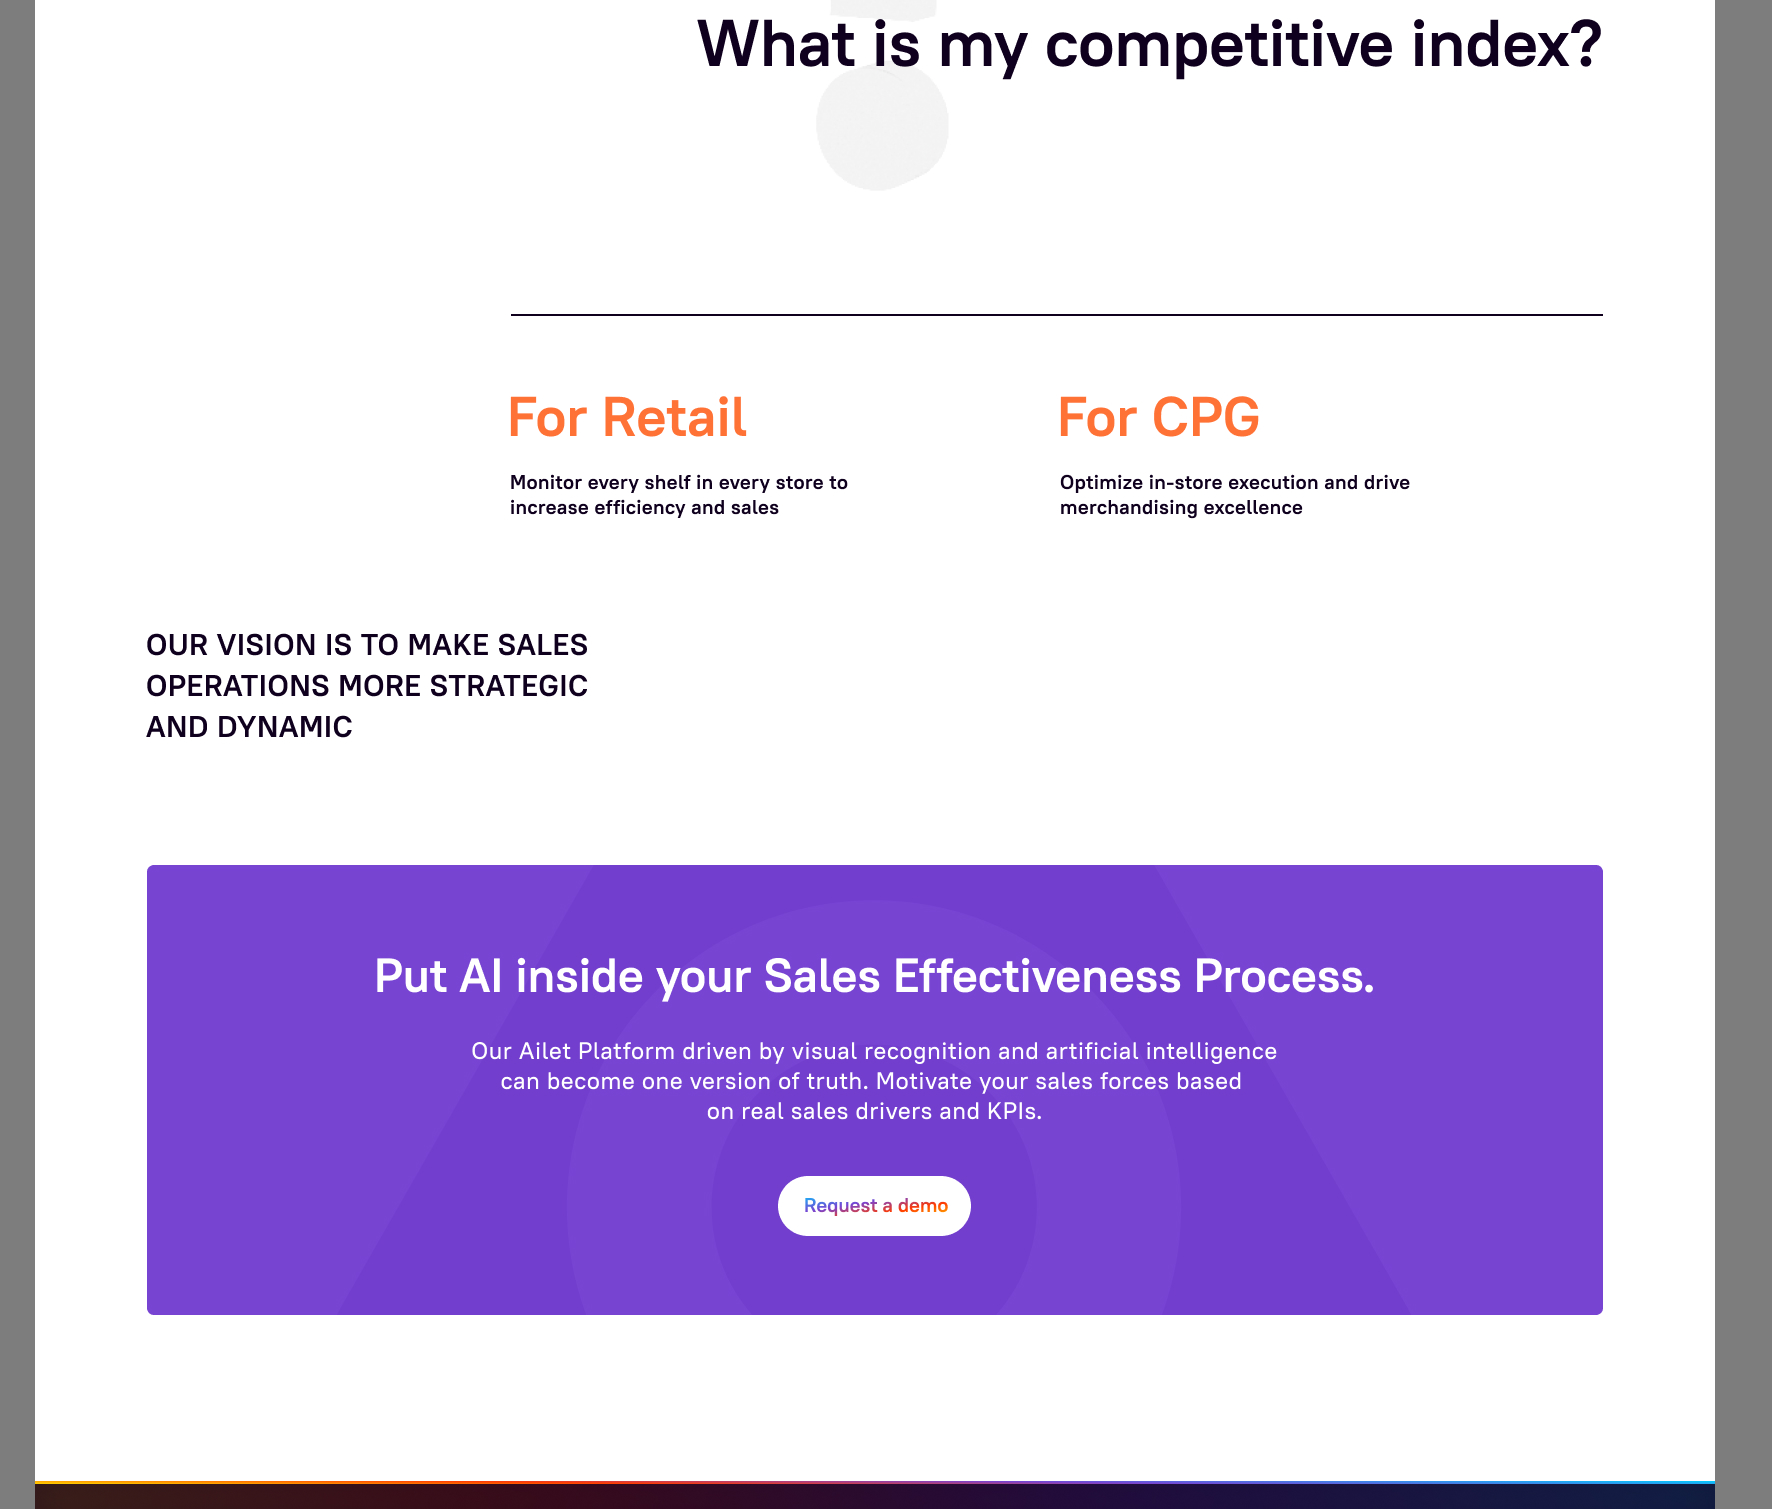 What is my competitive index?
For Retail
Monitor every shelf in every store to
increase efficiency and sales
For CPG
Optimize in-store execution and drive
merchandising excellence
OUR VISION IS TO MAKE SALES
OPERATIONS MORE STRATEGIC
AND DYNAMIC
Put AI inside your Sales Effectiveness Process.
Our Ailet Platform driven by visual recognition and artificial intelligence
can become one version of truth. Motivate your sales forces based
on real sales drivers and KPIs.
Request a demo